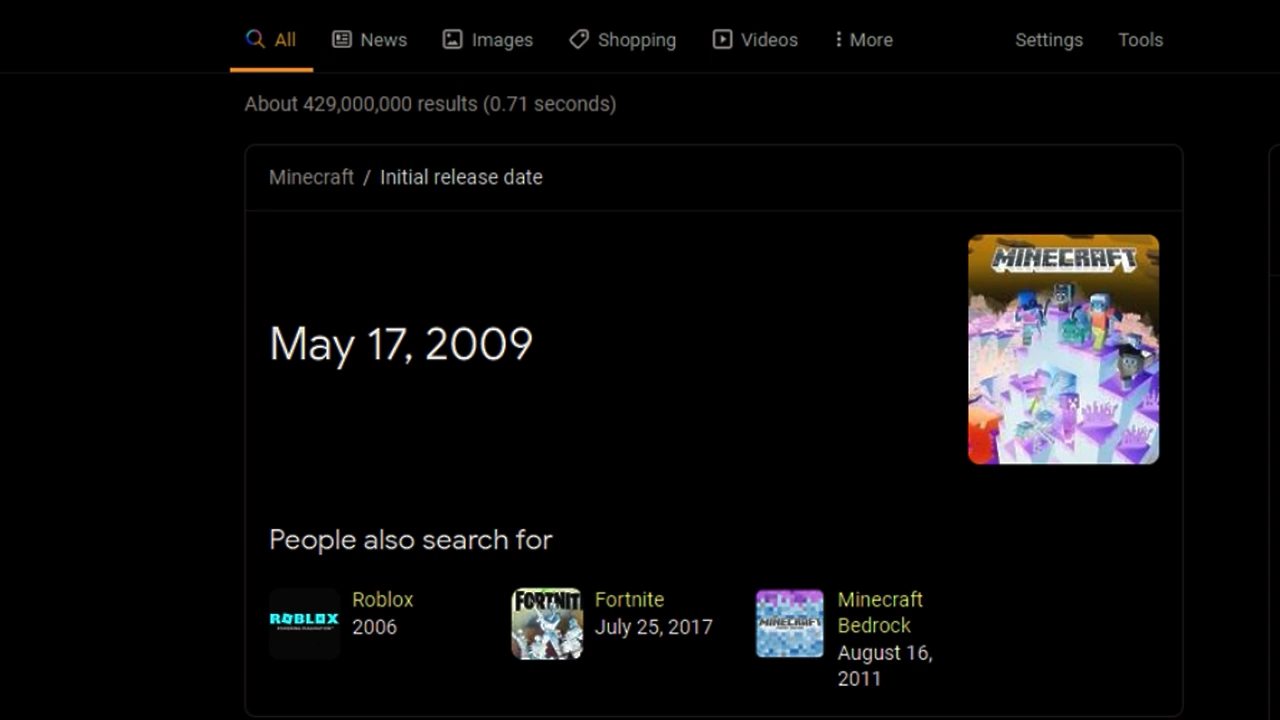 All News Images Shopping Videos More Settings Tools
About 429,000,000 results (0.71 seconds)
Minecraft / Initial release date
MINECRAFT
May 17, 2009
People also search for
ROBLOX
Roblox
2006
FORTNIT
Fortnite
July 25, 2017
MINECRAFT
Minecraft
Bedrock
August 16,
2011